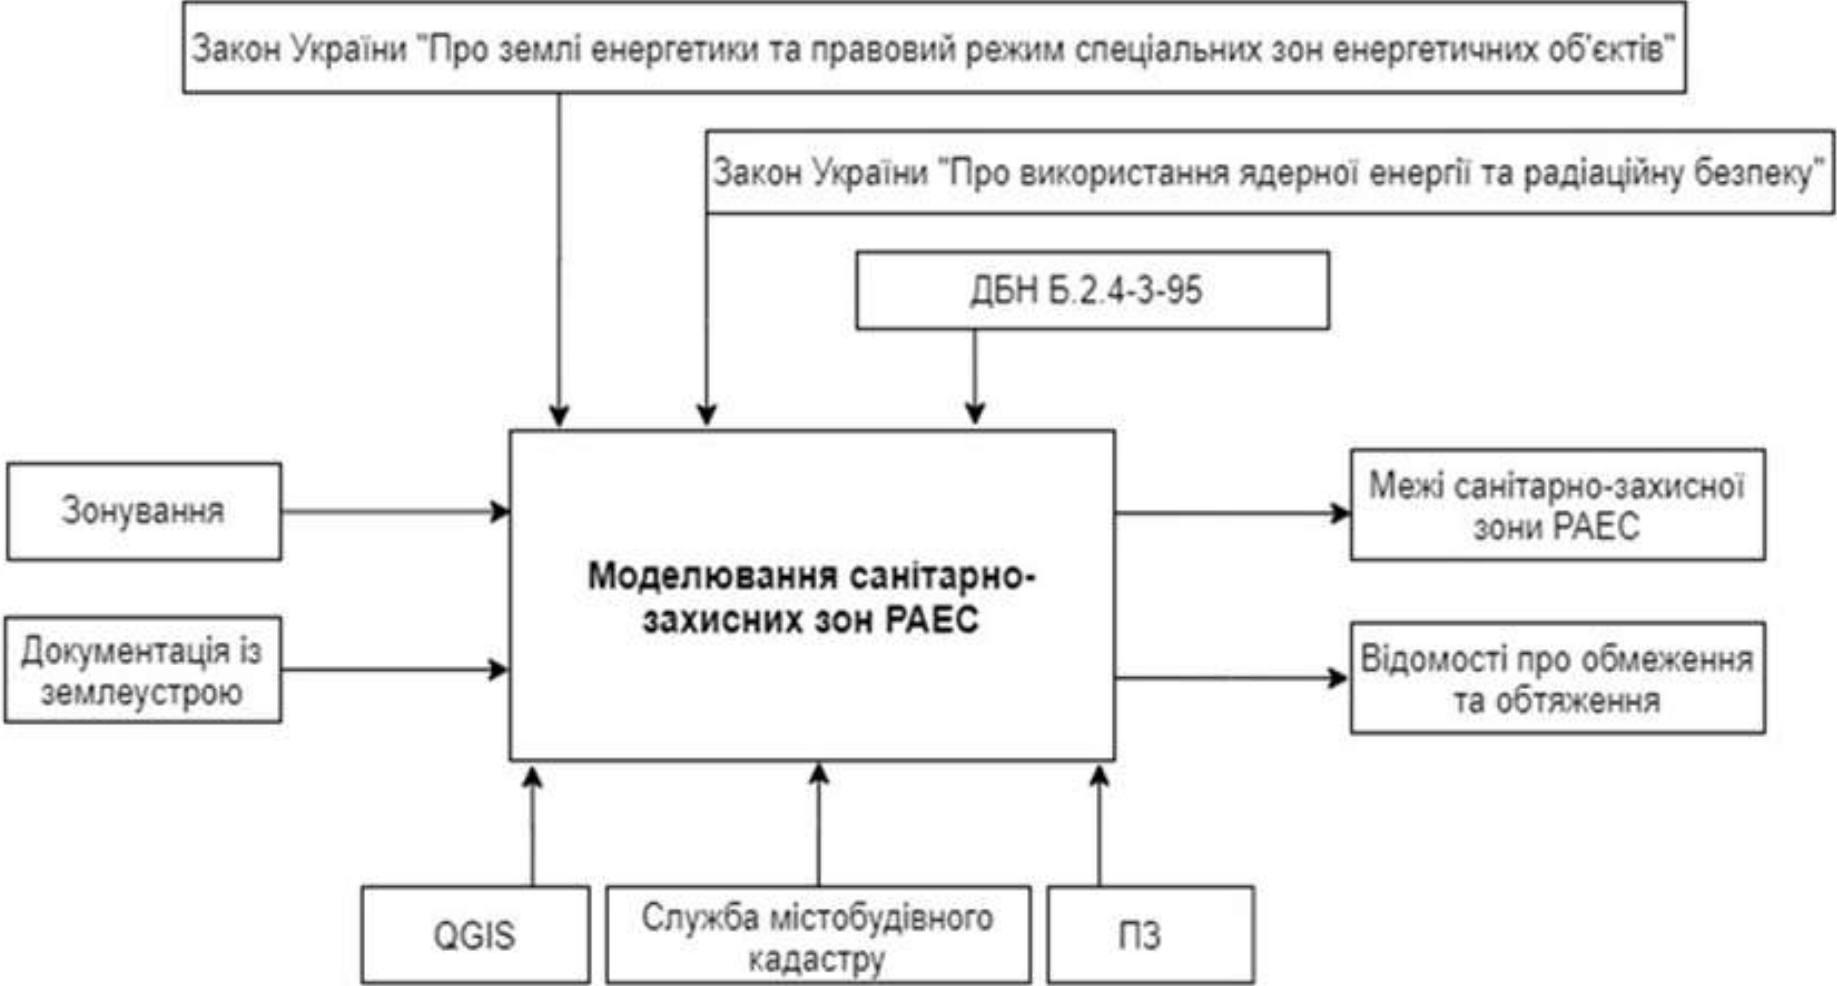 Закон України "Про землі енергетики та правовий режим спеціальних зон енергетичних об'єктів"
Закон України "Про використання ядерної енергії та радіаційну безпеку"
ДБН Б.2.4-3-95
Зонування
Документація із
землеустрою
Моделювання санітарно-
захисних зон РАЕС
Межі санітарно-захисної
зони РАЕС
Відомості про обмеження
та обтяження
QGIS
Служба містобудівного
кадастру
ПЗ